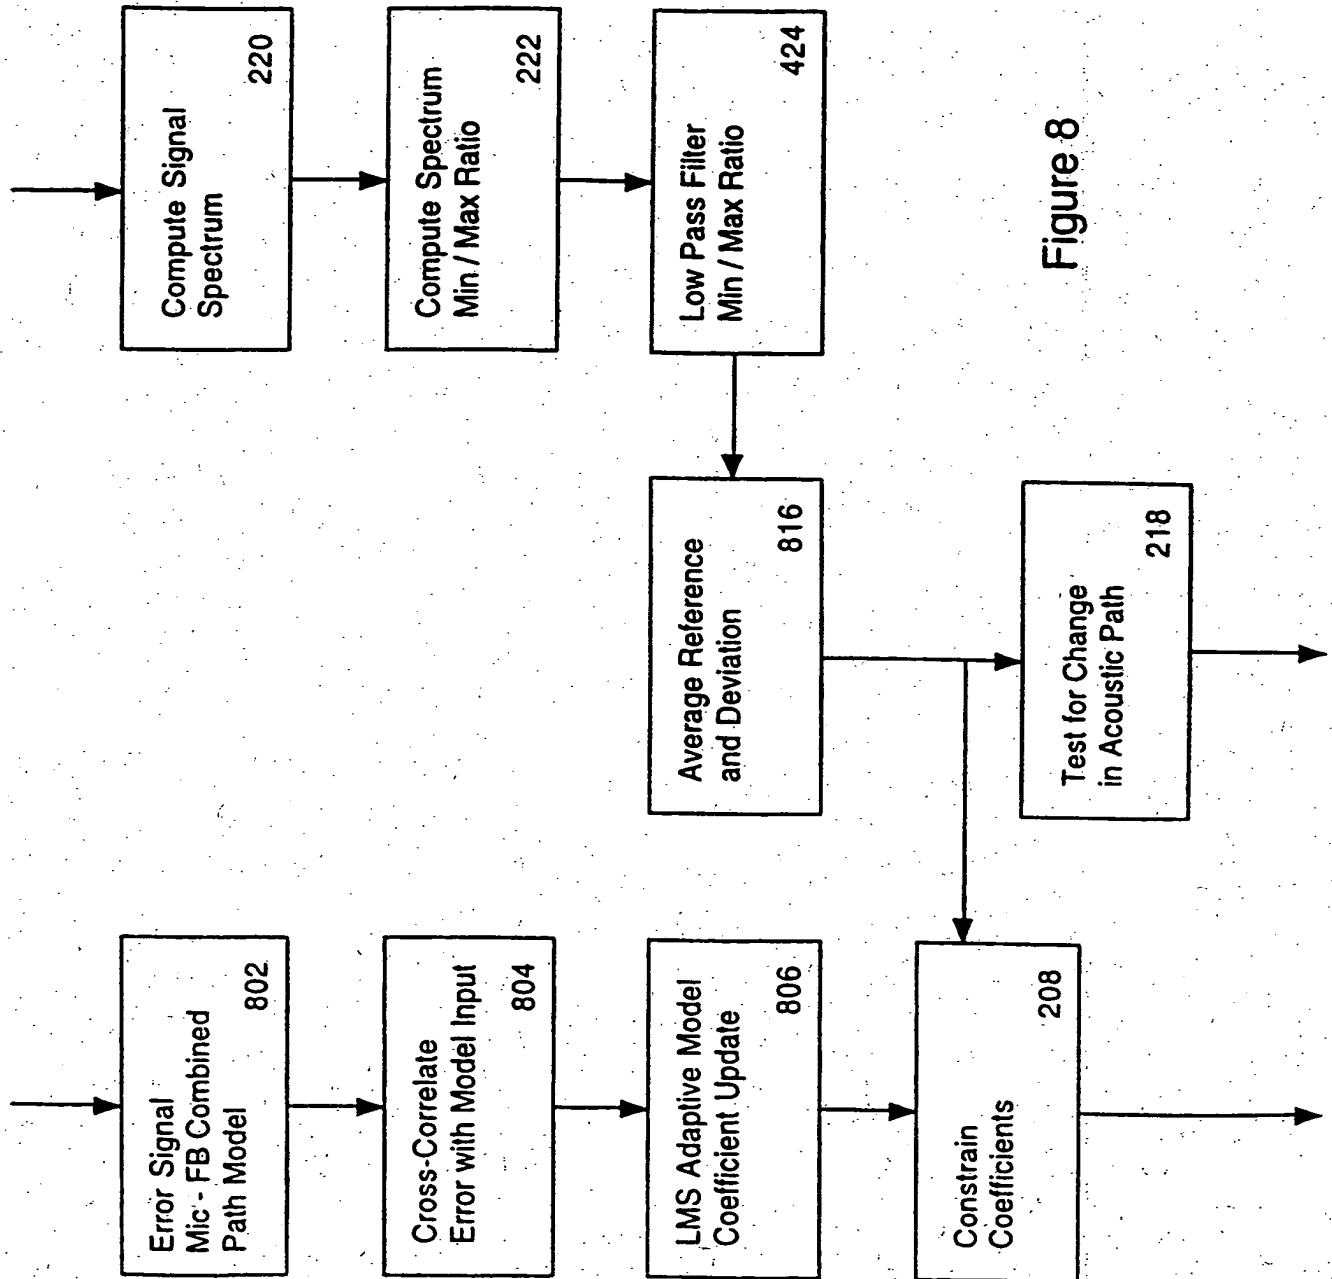 Error Signal
Mic - FB Combined
Path Model
802
Cross-Correlate
Error with Model Input
804
LMS Adaptive Model
Coefficient Update
806
Constrain
Coefficients
208
Average Reference
and Deviation
816
Test for Change
in Acoustic Path
218
Compute Signal
Spectrum
220
Compute Spectrum
Min / Max Ratio
222
Low Pass Filter
Min / Max Ratio
424
Figure 8